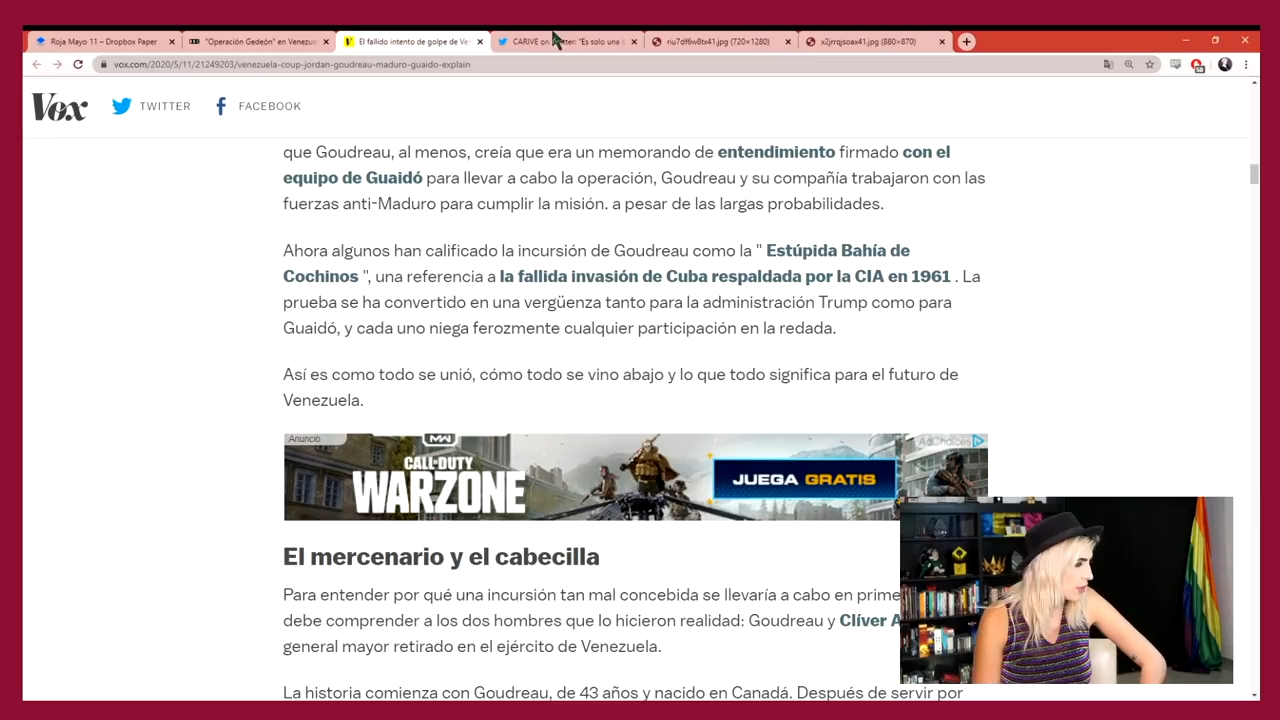 Roja Mayo 11 – Dropbox Paper
"Operación Gedeón" en Venezue
El fallido intento de golpe de Ve
CARIVE on Twitter: "Es solo una
riu7df6w8tx41.jpg (720×1280)
x2jrrqjsoax41.jpg (880×870)
vox.com/2020/5/11/21249203/venezuela-coup-jordan-goudreau-maduro-guaido-explain
50
Vox
TWITTER
FACEBOOK
que Goudreau, al menos, creía que era un memorando de entendimiento firmado con el
equipo de Guaidó para llevar a cabo la operación, Goudreau y su compañía trabajaron con las
fuerzas anti-Maduro para cumplir la misión. a pesar de las largas probabilidades.
Ahora algunos han calificado la incursión de Goudreau como la " Estúpida Bahía de
Cochinos ", una referencia a la fallida invasión de Cuba respaldada por la CIA en 1961 . La
prueba se ha convertido en una vergüenza tanto para la administración Trump como para
Guaidó, y cada uno niega ferozmente cualquier participación en la redada.
Así es como todo se unió, cómo todo se vino abajo y lo que todo significa para el futuro de
Venezuela.
Anuncio
MW
AdChoices
CALL OF DUTY
WARZONE
JUEGA GRATIS
El mercenario y el cabecilla
Para entender por qué una incursión tan mal concebida se llevaría a cabo en prime
debe comprender a los dos hombres que lo hicieron realidad: Goudreau y Clíver A
general mayor retirado en el ejército de Venezuela.
La historia comienza con Goudreau, de 43 años y nacido en Canadá. Después de servir por